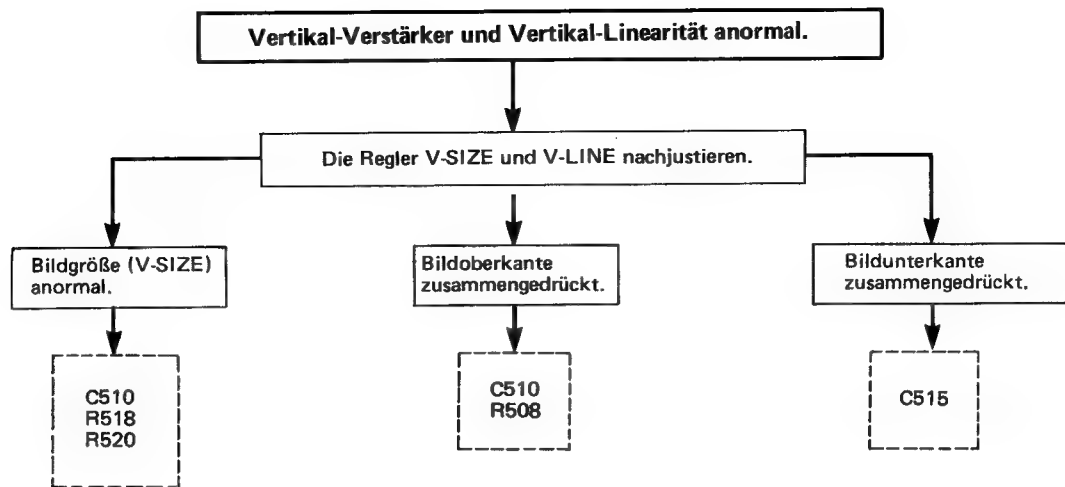 Vertikal-Verstärker und Vertikal-Linearität anormal.
Die Regler V-SIZE und V-LINE nachjustieren.
Bildgröße (V-SIZE)
anormal.
Bildoberkante
zusammengedrückt.
Bildunterkante
zusammengedrückt.
C510
R518
R520
C510
R508
C515